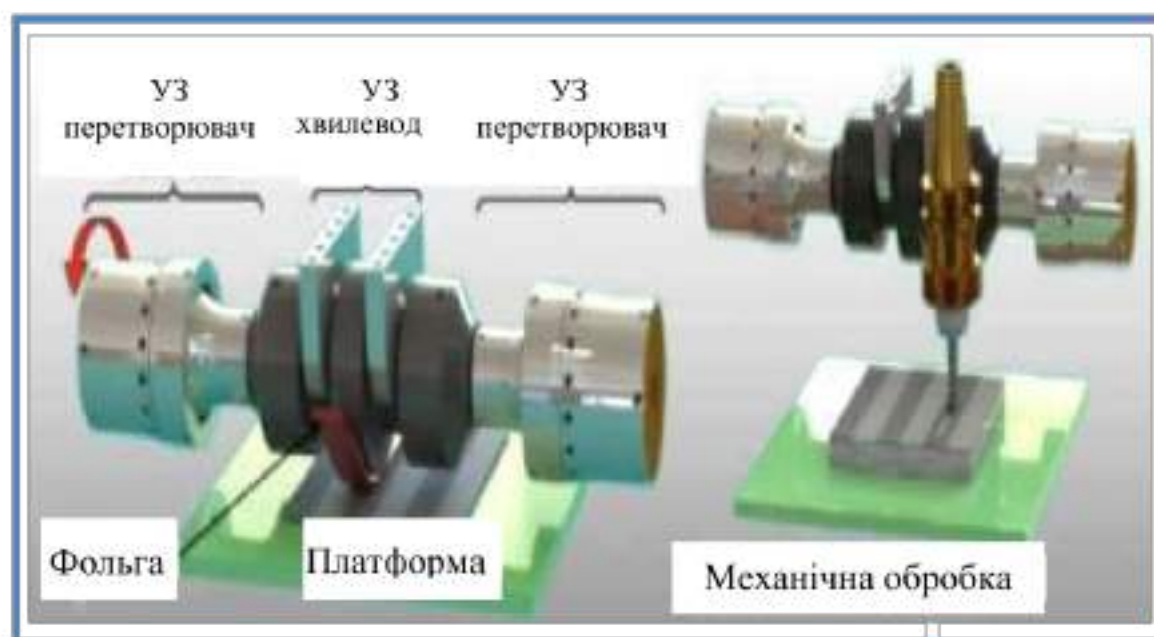 УЗ
перетворювач
УЗ
хвилевод
УЗ
перетворювач
Фольга
Платформа
Механічна обробка